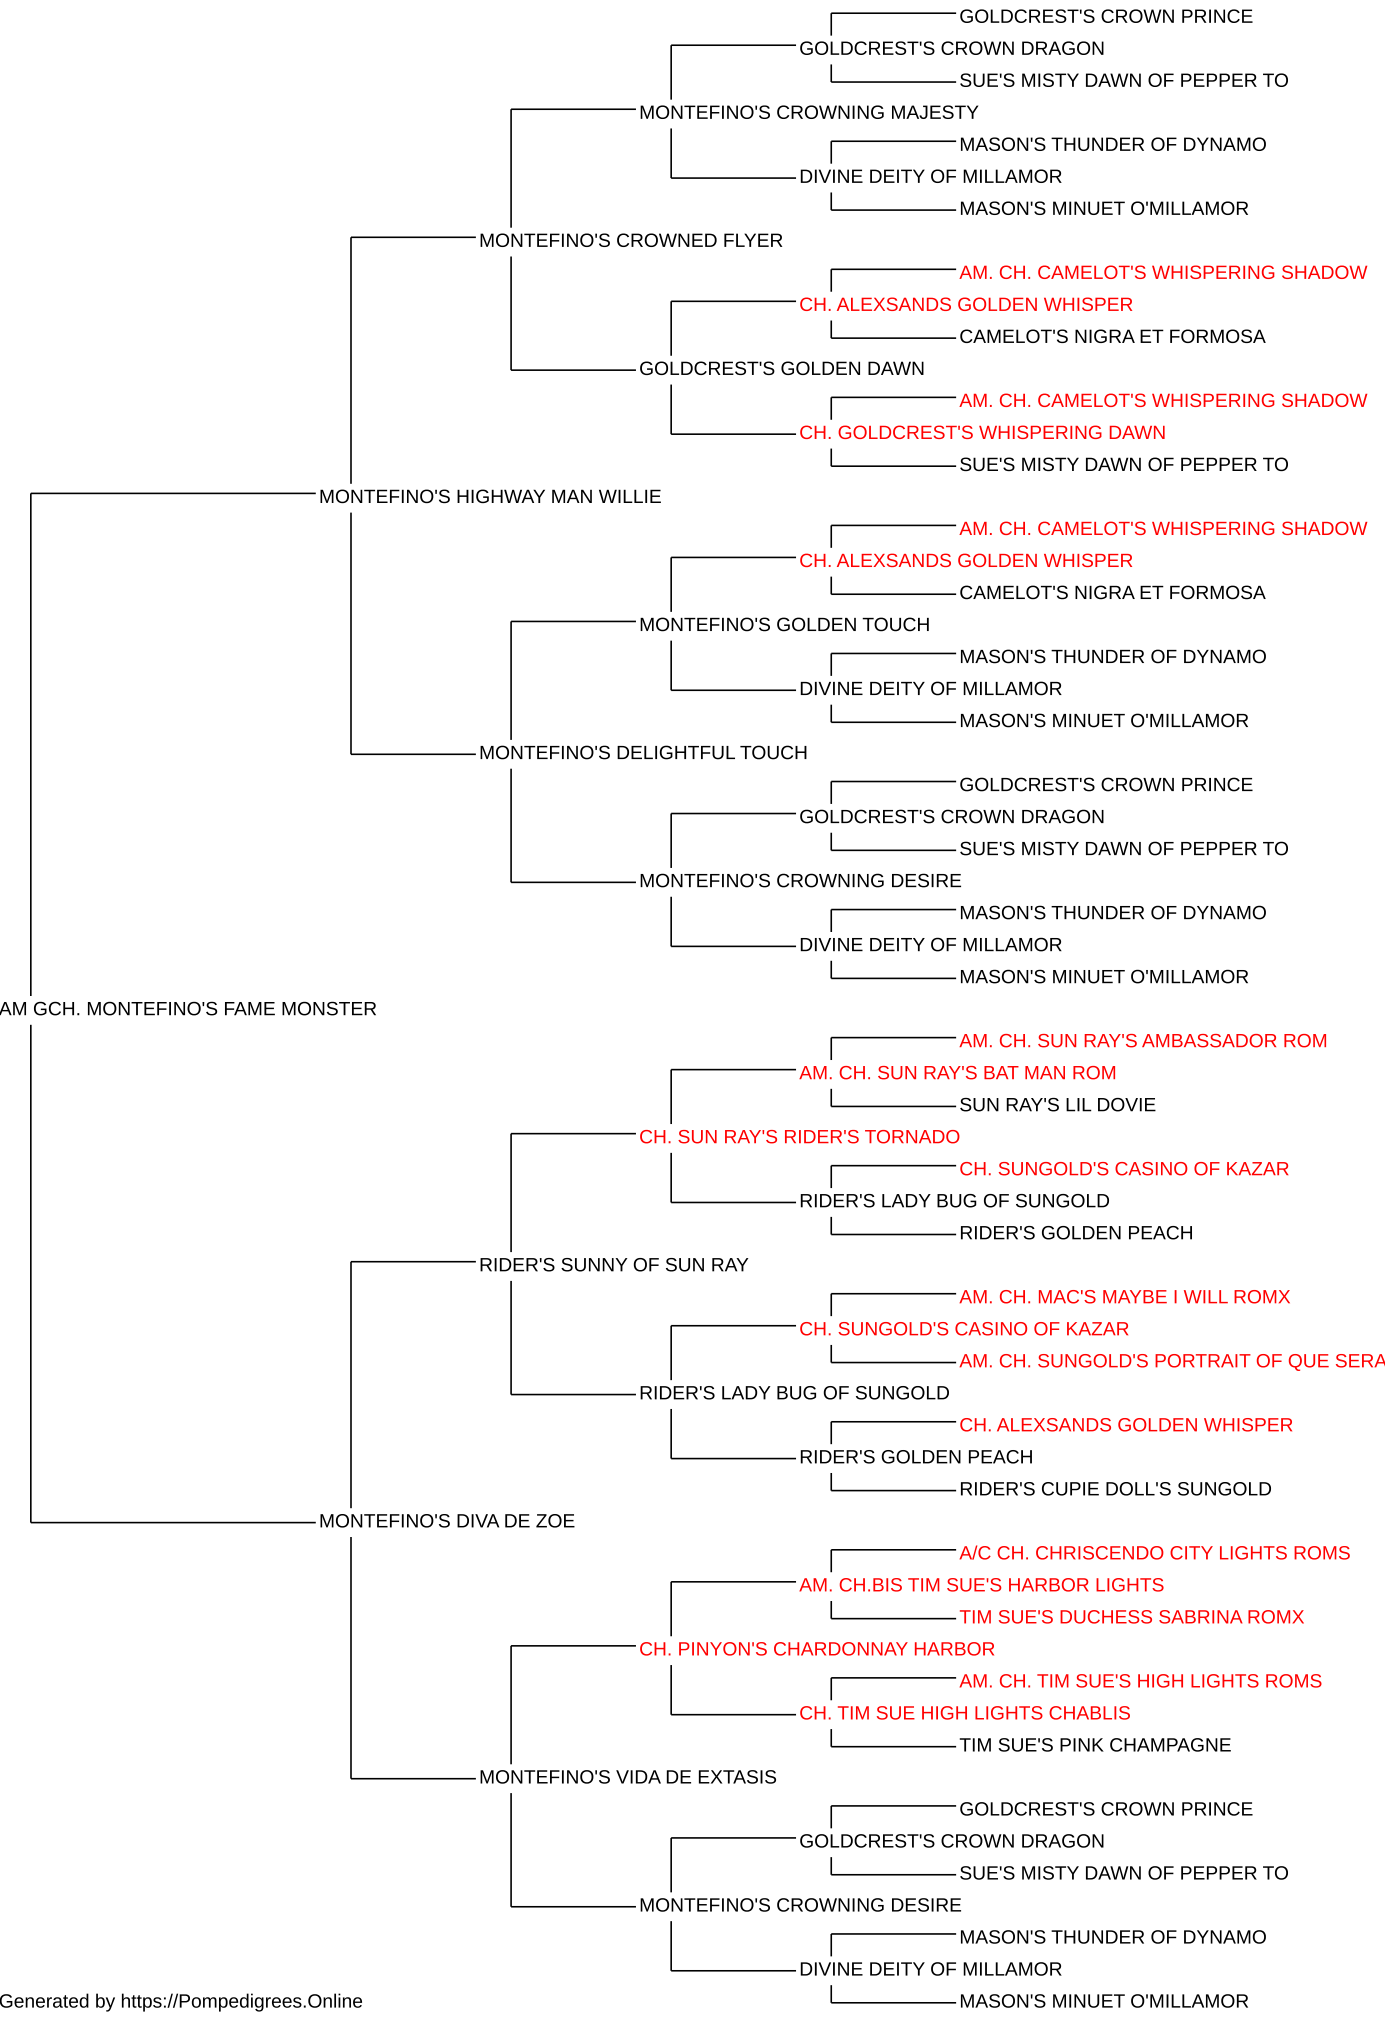 GOLDCREST'S CROWN PRINCE
GOLDCREST'S CROWN DRAGON
SUE'S MISTY DAWN OF PEPPER TO
MONTEFINO'S CROWNING MAJESTY
MASON'S THUNDER OF DYNAMO
DIVINE DEITY OF MILLAMOR
MASON'S MINUET O'MILLAMOR
MONTEFINO'S CROWNED FLYER
AM. CH. CAMELOT'S WHISPERING SHADOW
CH. ALEXSANDS GOLDEN WHISPER
CAMELOT'S NIGRA ET FORMOSA
GOLDCREST'S GOLDEN DAWN
AM. CH. CAMELOT'S WHISPERING SHADOW
CH. GOLDCREST'S WHISPERING DAWN
SUE'S MISTY DAWN OF PEPPER TO
MONTEFINO'S HIGHWAY MAN WILLIE
AM. CH. CAMELOT'S WHISPERING SHADOW
CH. ALEXSANDS GOLDEN WHISPER
CAMELOT'S NIGRA ET FORMOSA
MONTEFINO'S GOLDEN TOUCH
MASON'S THUNDER OF DYNAMO
DIVINE DEITY OF MILLAMOR
MASON'S MINUET O'MILLAMOR
MONTEFINO'S DELIGHTFUL TOUCH
GOLDCREST'S CROWN PRINCE
GOLDCREST'S CROWN DRAGON
SUE'S MISTY DAWN OF PEPPER TO
MONTEFINO'S CROWNING DESIRE
MASON'S THUNDER OF DYNAMO
DIVINE DEITY OF MILLAMOR
MASON'S MINUET O'MILLAMOR
AM GCH. MONTEFINO'S FAME MONSTER
AM. CH. SUN RAY'S AMBASSADOR ROM
AM. CH. SUN RAY'S BAT MAN ROM
SUN RAY'S LIL DOVIE
CH. SUN RAY'S RIDER'S TORNADO
CH. SUNGOLD'S CASINO OF KAZAR
RIDER'S LADY BUG OF SUNGOLD
RIDER'S GOLDEN PEACH
RIDER'S SUNNY OF SUN RAY
AM. CH. MAC'S MAYBE I WILL ROMX
CH. SUNGOLD'S CASINO OF KAZAR
AM. CH. SUNGOLD'S PORTRAIT OF QUE SERA
RIDER'S LADY BUG OF SUNGOLD
CH. ALEXSANDS GOLDEN WHISPER
RIDER'S GOLDEN PEACH
RIDER'S CUPIE DOLL'S SUNGOLD
MONTEFINO'S DIVA DE ZOE
A/C CH. CHRISCENDO CITY LIGHTS ROMS
AM. CH.BIS TIM SUE'S HARBOR LIGHTS
TIM SUE'S DUCHESS SABRINA ROMX
CH. PINYON'S CHARDONNAY HARBOR
AM. CH. TIM SUE'S HIGH LIGHTS ROMS
CH. TIM SUE HIGH LIGHTS CHABLIS
TIM SUE'S PINK CHAMPAGNE
MONTEFINO'S VIDA DE EXTASIS
GOLDCREST'S CROWN PRINCE
GOLDCREST'S CROWN DRAGON
SUE'S MISTY DAWN OF PEPPER TO
MONTEFINO'S CROWNING DESIRE
MASON'S THUNDER OF DYNAMO
DIVINE DEITY OF MILLAMOR
MASON'S MINUET O'MILLAMOR
Generated by https://Pompedigrees.Online